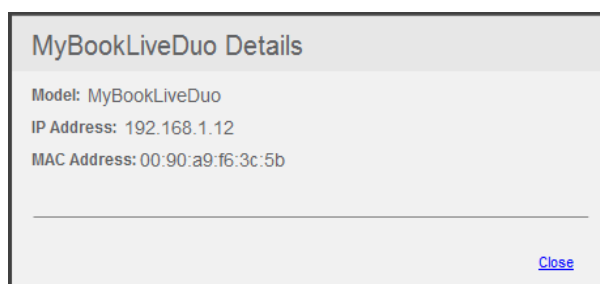 MyBookLiveDuo Details
Model: MyBookLiveDuo
IP Address: 192.168.1.12
MAC Address: 00:90:a9:f6:3c:5b
Close